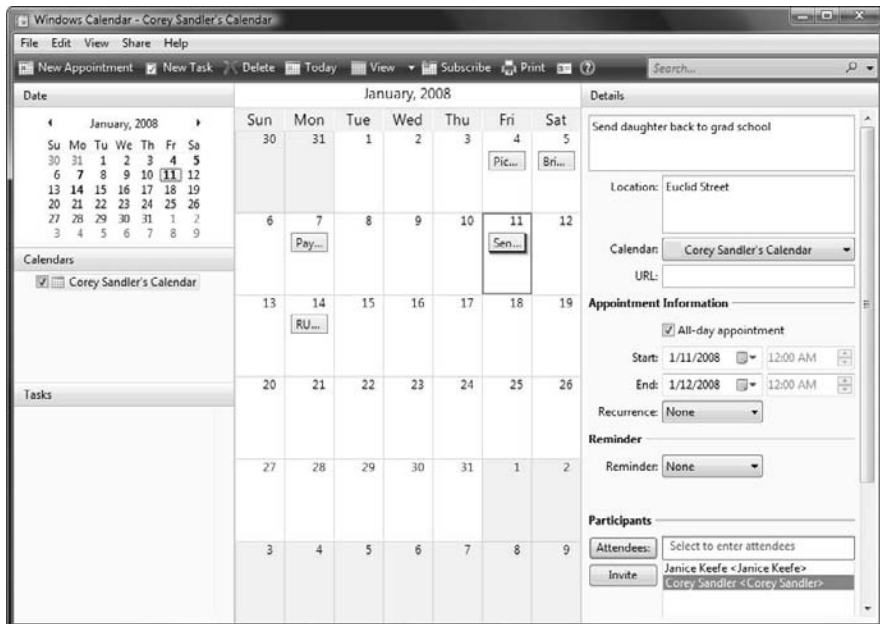 Windows Calendar - Corey Sandler's Calendar
File Edit View Share Help
New Appointment New Task Delete Today View Subscribe Print Search...
Date
January, 2008
Su Mo Tu We Th Fr Sa
30 31 1 2 3 4 5
6 7 8 9 10 11 12
13 14 15 16 17 18 19
20 21 22 23 24 25 26
27 28 29 30 31 1 2
3 4 5 6 7 8 9
Calendars
Corey Sandler's Calendar
Tasks
January, 2008
Sun Mon Tue Wed Thu Fri Sat
30 31 1 2 3 4 5
Pic... Bri...
6 7 8 9 10 11 12
Pay... Sen...
13 14 15 16 17 18 19
RU...
20 21 22 23 24 25 26
27 28 29 30 31 1 2
3 4 5 6 7 8 9
Details
Send daughter back to grad school
Location: Euclid Street
Calendar: Corey Sandler's Calendar
URL:
Appointment Information
All-day appointment
Start: 1/11/2008 12:00 AM
End: 1/12/2008 12:00 AM
Recurrence: None
Reminder
Reminder: None
Participants
Attendees: Select to enter attendees
Invite
Janice Keefe <Janice Keefe>
Corey Sandler <Corey Sandler>